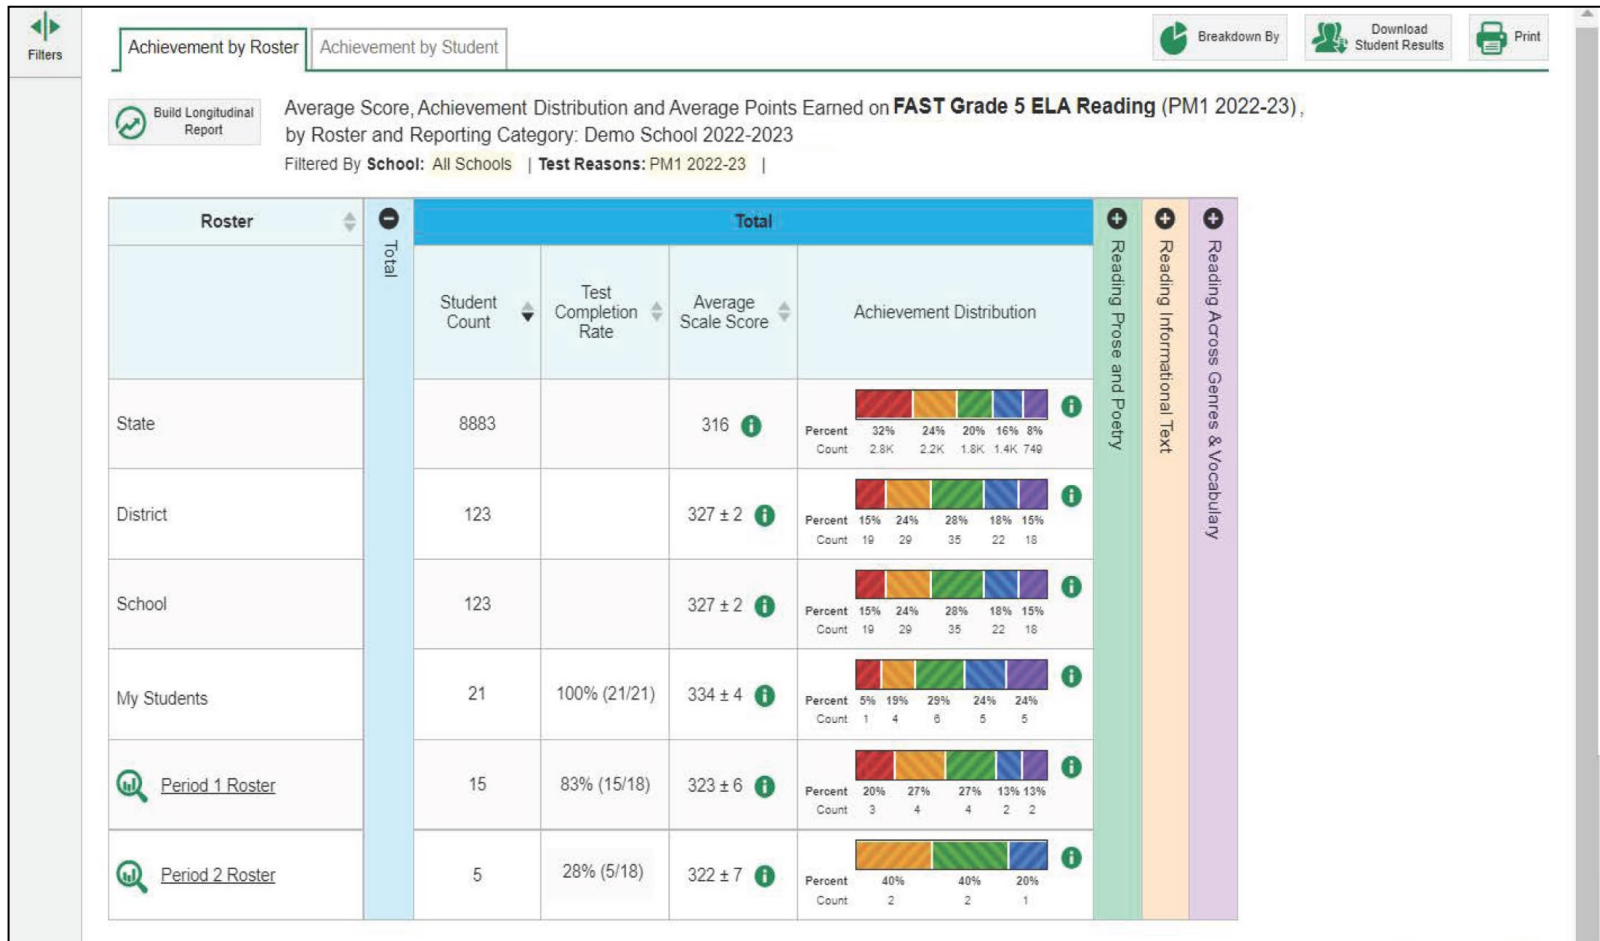 Filters
Achievement by Roster
Achievement by Student
Breakdown By
Download
Student Results
Print
Build Longitudinal
Report
Average Score, Achievement Distribution and Average Points Earned on FAST Grade 5 ELA Reading (PM1 2022-23),
by Roster and Reporting Category: Demo School 2022-2023
Filtered By School: All Schools | Test Reasons: PM1 2022-23 |
Roster
Total
Total
Student
Count
Test
Completion
Rate
Average
Scale Score
Achievement Distribution
Reading Prose and Poetry
Reading Informational Text
Reading Across Genres & Vocabulary
State 8883 316
Percent 32% 24% 20% 16% 8%
Count 2.8K 2.2K 1.8K 1.4K 749
District 123 327 ± 2
Percent 15% 24% 28% 18% 15%
Count 19 29 35 22 18
School 123 327 ± 2
Percent 15% 24% 28% 18% 15%
Count 19 29 35 22 18
My Students 21 100% (21/21) 334 ± 4
Percent 5% 19% 29% 24% 24%
Count 1 4 6 5 5
Period 1 Roster 15 83% (15/18) 323 ± 6
Percent 20% 27% 27% 13% 13%
Count 3 4 4 2 2
Period 2 Roster 5 28% (5/18) 322 ± 7
Percent 40% 40% 20%
Count 2 2 1